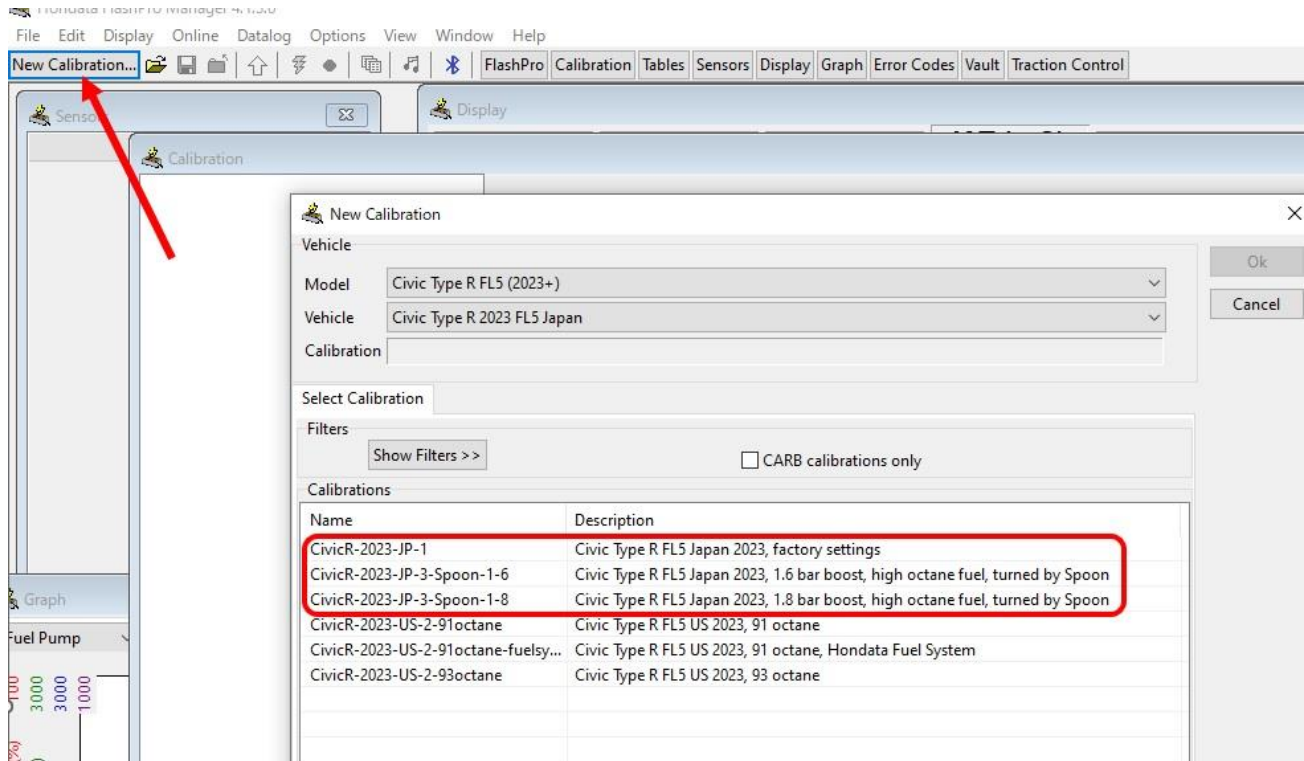 Hondata FlashPro Manager 4.1.5.0
File Edit Display Online Datalog Options View Window Help
New Calibration... FlashPro Calibration Tables Sensors Display Graph Error Codes Vault Traction Control
Display
Calibration
New Calibration
Vehicle
Ok
Model Civic Type R FL5 (2023+)
Cancel
Vehicle Civic Type R 2023 FL5 Japan
Calibration
Select Calibration
Filters
Show Filters >> CARB calibrations only
Calibrations
Name Description
CivicR-2023-JP-1 Civic Type R FL5 Japan 2023, factory settings
CivicR-2023-JP-3-Spoon-1-6 Civic Type R FL5 Japan 2023, 1.6 bar boost, high octane fuel, turned by Spoon
CivicR-2023-JP-3-Spoon-1-8 Civic Type R FL5 Japan 2023, 1.8 bar boost, high octane fuel, turned by Spoon
CivicR-2023-US-2-91octane Civic Type R FL5 US 2023, 91 octane
CivicR-2023-US-2-91octane-fuelsy... Civic Type R FL5 US 2023, 91 octane, Hondata Fuel System
CivicR-2023-US-2-93octane Civic Type R FL5 US 2023, 93 octane
Graph
Fuel Pump
3000
3000
1000